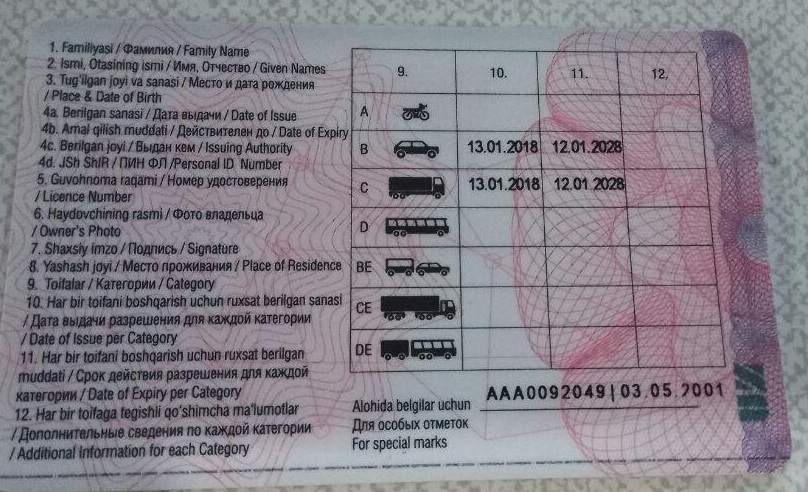 1. Familiyasi / Фамилия / Family Name
2. Ismi, Otasining ismi / Имя, Отчество / Given Names
3. Tug'ilgan joyi va sanasi / Место и дата рождения
/ Place & Date of Birth
4a. Berilgan sanasi / Дата выдачи / Date of Issue
4b. Amal qilish muddati / Действителен до / Date of Expiry
4c. Berilgan joyi / Выдан кем / Issuing Authority
4d. JSh ShIR / ПИН ФЛ /Personal ID Number
5. Guvohnoma raqami / Номер удостоверения
/ Licence Number
6. Haydovchining rasmi / Фото владельца
/ Owner's Photo
7. Shaxsiy imzo / Подпись / Signature
8. Yashash joyi / Место проживания / Place of Residence
9. Toifalar / Категории / Category
10. Har bir toifani boshqarish uchun ruxsat berilgan sanasi
/ Дата выдачи разрешения для каждой категории
/ Date of Issue per Category
11. Har bir toifani boshqarish uchun ruxsat berilgan
muddati / Срок действия разрешения для каждой
категории / Date of Expiry per Category
12. Har bir toifaga tegishli qo'shimcha ma'lumotlar
/ Дополнительные сведения по каждой категории
/ Additional Information for each Category
9. 10. 11. 12.
A
B 13.01.2018 12.01.2028
C 13.01.2018 12.01.2028
D
BE
CE
DE
AAA0092049|03.05.2001
Alohida belgilar uchun
Для особых отметок
For special marks